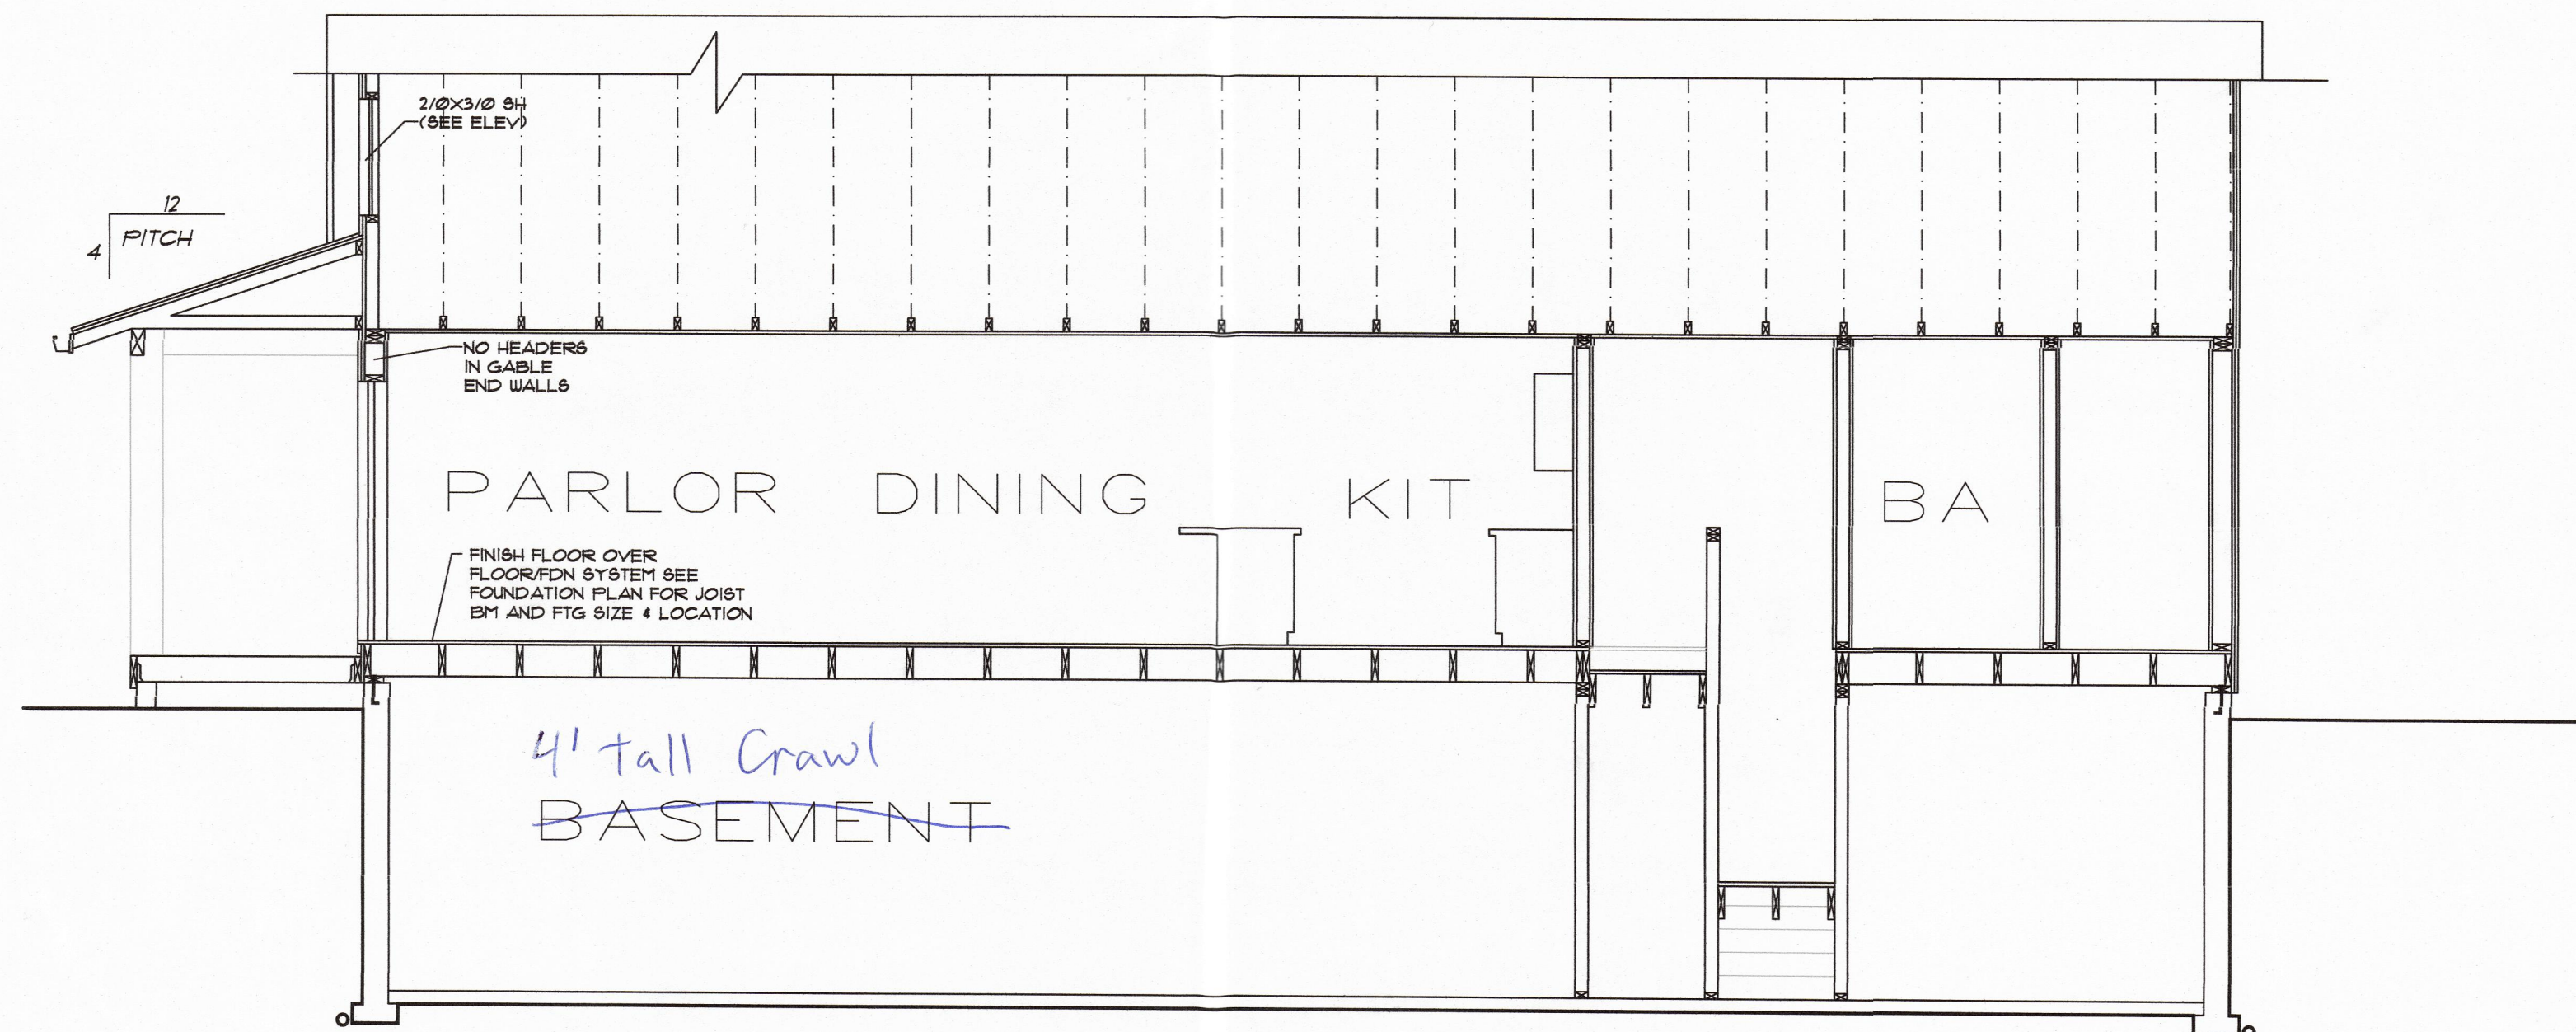 2/0X3/0 SH
(SEE ELEV)
12
4
PITCH
NO HEADERS
IN GABLE
END WALLS
PARLOR DINING KIT BA
FINISH FLOOR OVER
FLOOR/FDN SYSTEM SEE
FOUNDATION PLAN FOR JOIST
BM AND FTG SIZE & LOCATION
4' tall Crawl
BASEMENT